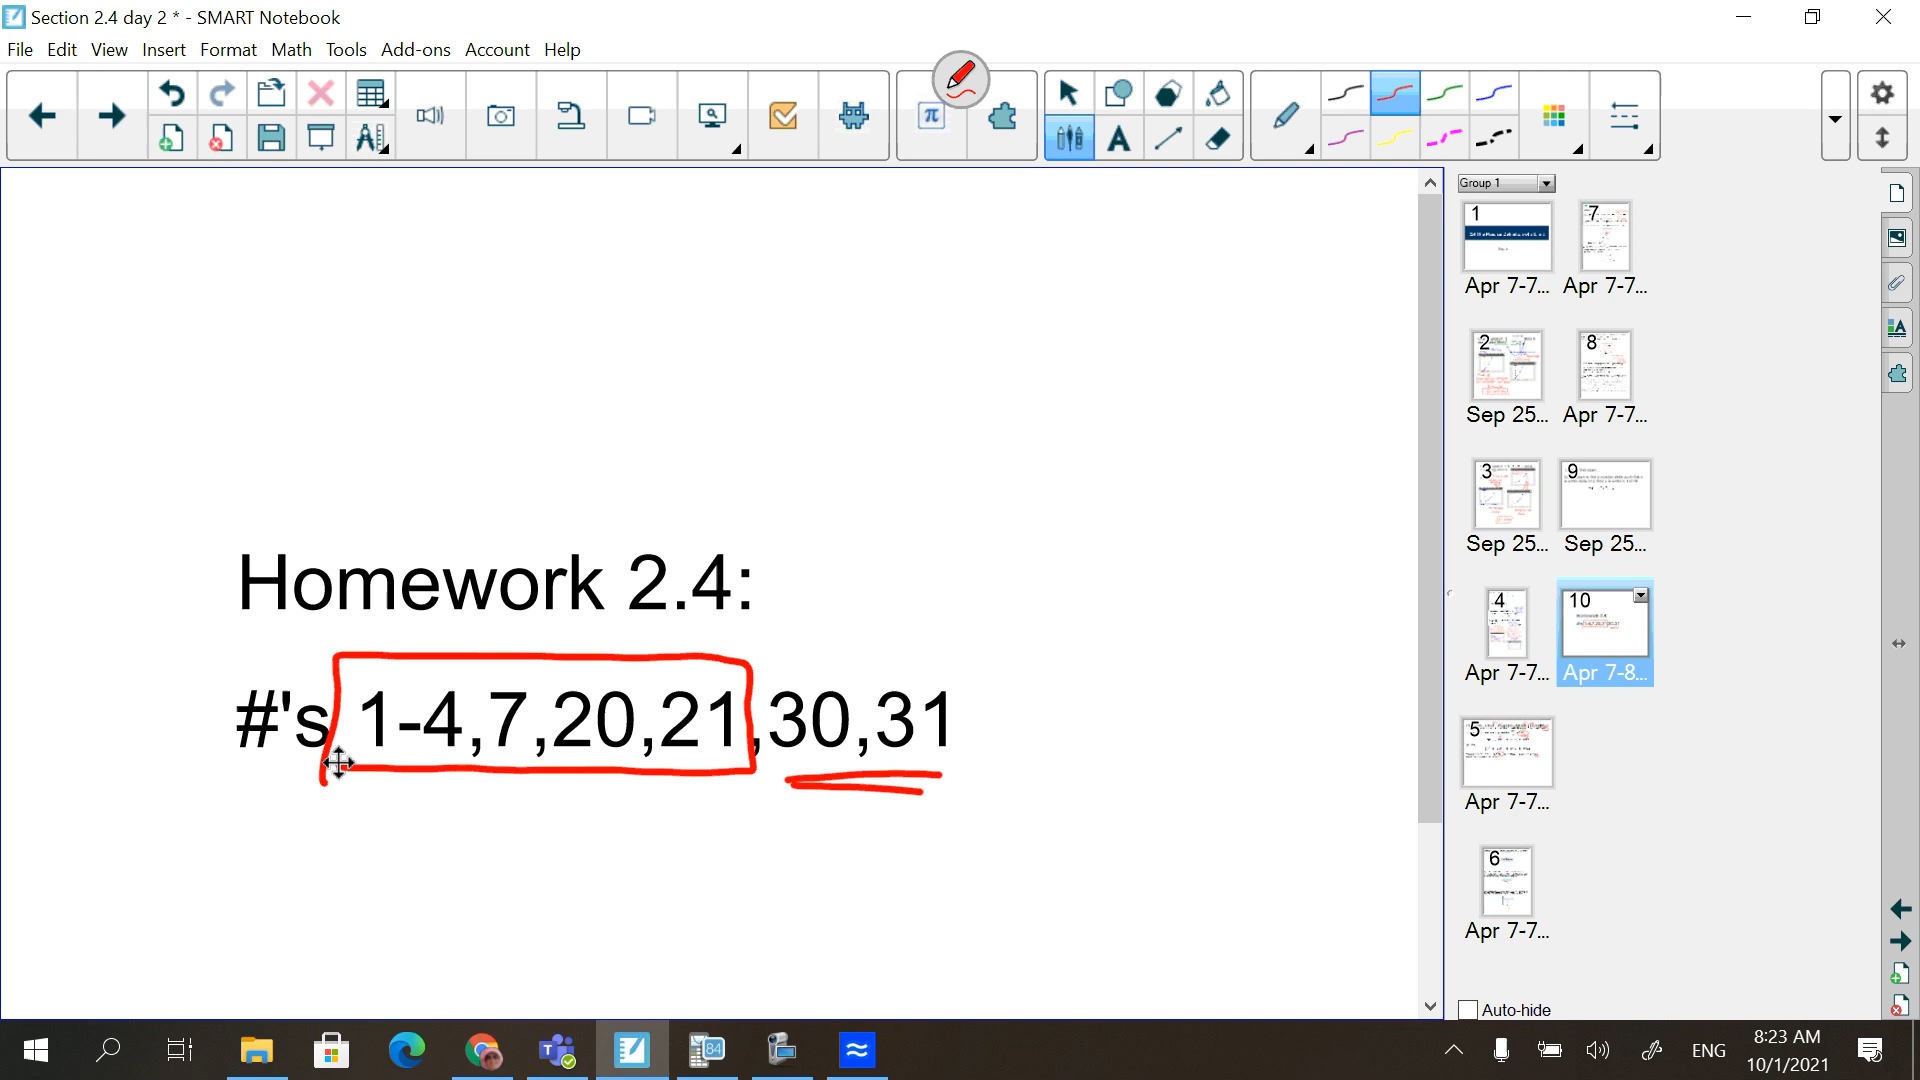 Section 2.4 day 2 * - SMART Notebook
File Edit View Insert Format Math Tools Add-ons Account Help
π
A
Group 1
1
7
Apr 7-7...
Apr 7-7...
2
8
Sep 25...
Apr 7-7...
3
9
Sep 25...
Sep 25...
4
10
Apr 7-7...
Apr 7-8...
5
Apr 7-7...
6
Apr 7-7...
Homework 2.4:
#'s 1-4,7,20,21,30,31
Auto-hide
84
ENG
8:23 AM
10/1/2021